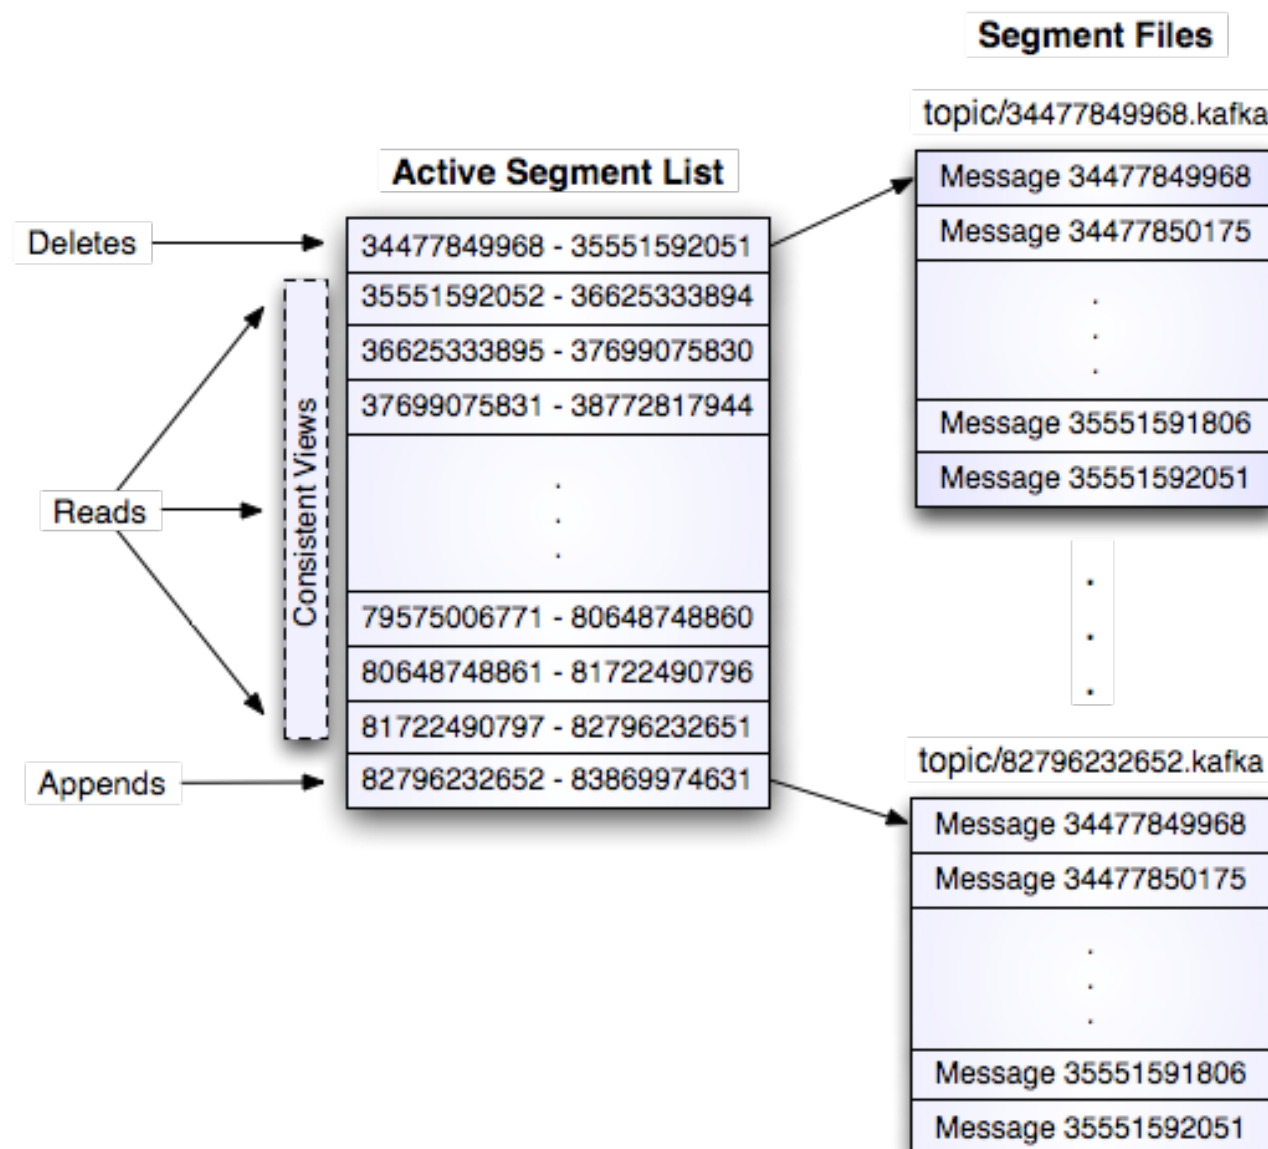 Segment Files
topic/34477849968.kafka
Active Segment List
Message 34477849968
Deletes
34477849968 - 35551592051
Message 34477850175
35551592052 - 36625333894
.
.
.
36625333895 - 37699075830
37699075831 - 38772817944
Message 35551591806
Message 35551592051
Reads
Consistent Views
.
.
.
.
.
.
79575006771 - 80648748860
80648748861 - 81722490796
81722490797 - 82796232651
Appends
82796232652 - 83869974631
topic/82796232652.kafka
Message 34477849968
Message 34477850175
.
.
.
Message 35551591806
Message 35551592051